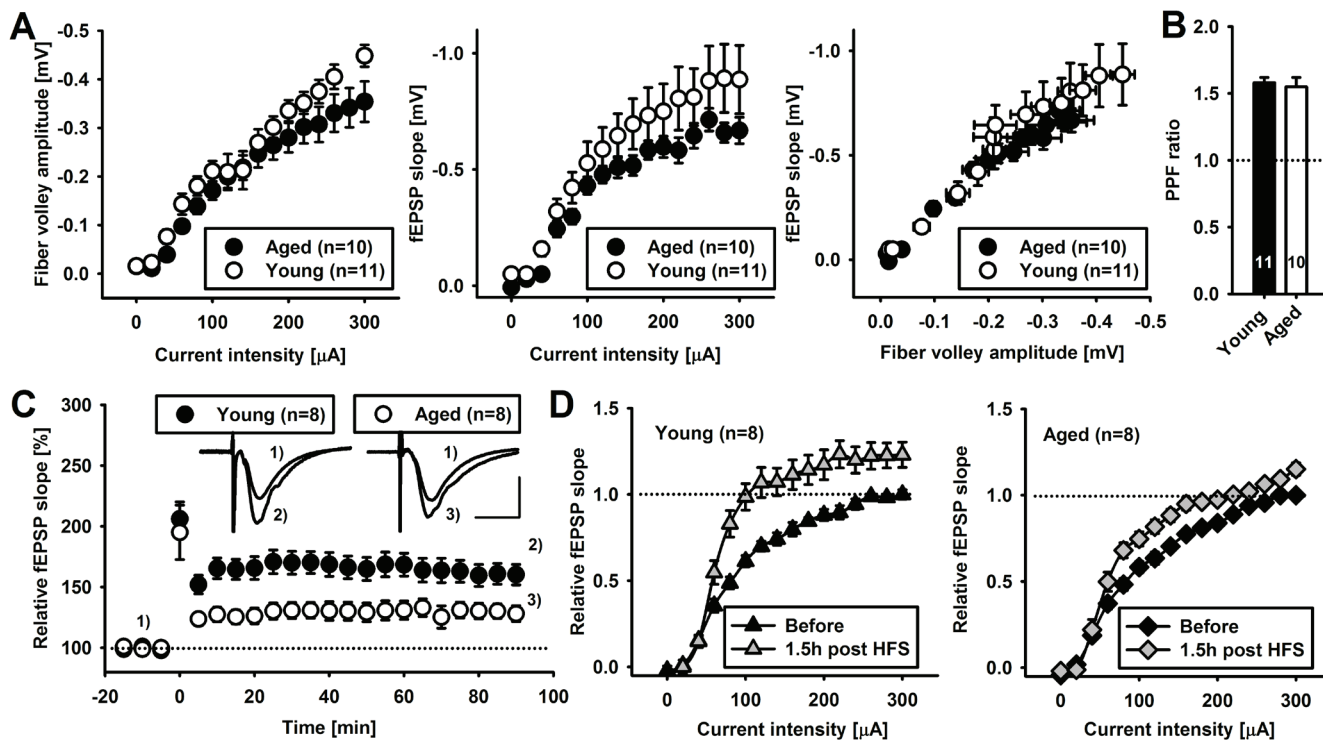 A
Fiber volley amplitude [mV]
-0.5
-0.4
-0.3
-0.2
-0.1
0.0
Aged (n=10)
Young (n=11)
0 100 200 300
Current intensity [µA]
fEPSP slope [mV]
-1.0
-0.5
0.0
Aged (n=10)
Young (n=11)
0 100 200 300
Current intensity [µA]
fEPSP slope [mV]
-1.0
-0.5
0.0
Aged (n=10)
Young (n=11)
0.0 -0.1 -0.2 -0.3 -0.4 -0.5
Fiber volley amplitude [mV]
B
PPF ratio
2.0
1.5
1.0
0.5
0.0
11
10
Young
Aged
C
Relative fEPSP slope [%]
300
250
200
150
100
Young (n=8)
Aged (n=8)
1)
2)
1)
3)
2)
3)
1)
-20 0 20 40 60 80 100
Time [min]
D
Relative fEPSP slope
1.5
1.0
0.5
0.0
Young (n=8)
Before
1.5h post HFS
0 100 200 300
Current intensity [µA]
Relative fEPSP slope
1.5
1.0
0.5
0.0
Aged (n=8)
Before
1.5h post HFS
0 100 200 300
Current intensity [µA]